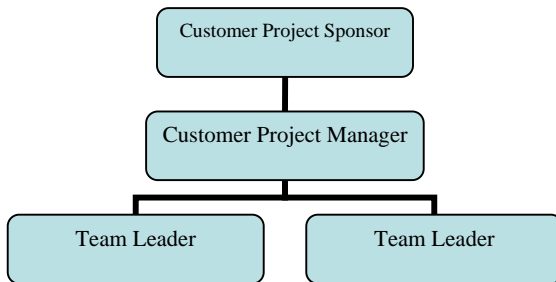 Customer Project Sponsor
Customer Project Manager
Team Leader
Team Leader